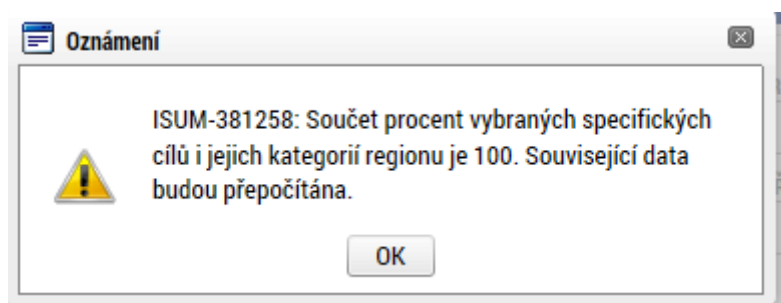 Oznámení
ISUM-381258: Součet procent vybraných specifických
cílů i jejich kategorií regionu je 100. Související data
budou přepočítána.
OK